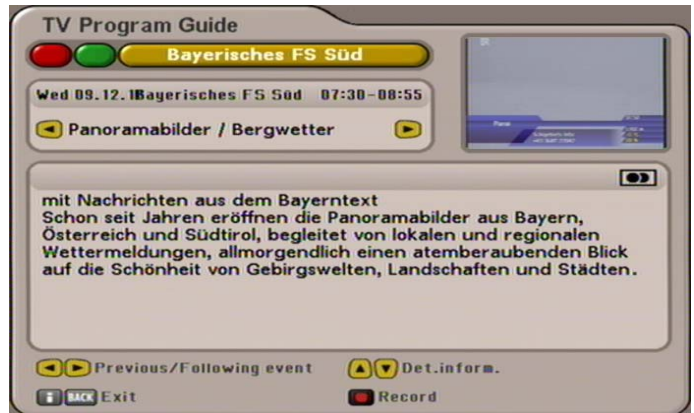 TV Program Guide
Bayerisches FS Süd
Wed 09.12. Bayerisches FS Süd 07:30-08:55
Panoramabilder / Bergwetter
mit Nachrichten aus dem Bayerntext
Schon seit Jahren eröffnen die Panoramabilder aus Bayern,
Österreich und Südtirol, begleitet von lokalen und regionalen
Wettermeldungen, allmorgendlich einen atemberaubenden Blick
auf die Schönheit von Gebirgswelten, Landschaften und Städten.
Previous/Following event
Det.inform.
i BACK Exit
Record